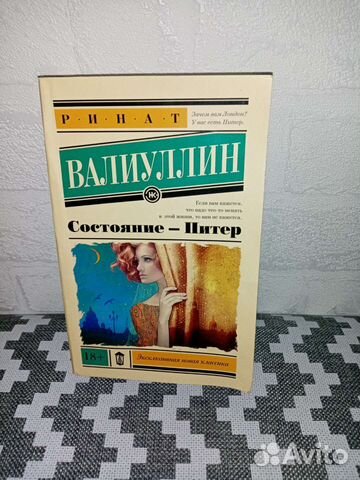 РИНАТ
Зачем вам Лондон?
У вас есть Питер.
ВАЛИУЛЛИН
Если вам кажется,
что надо что-то менять
в этой жизни, то вам не кажется.
Состояние — Питер
18+
Эксклюзивная новая классика
Avito